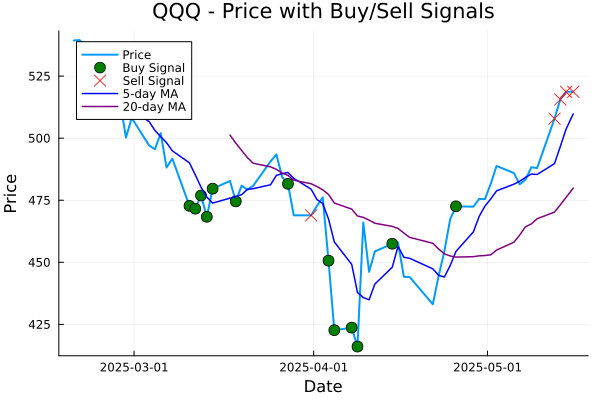 QQQ - Price with Buy/Sell Signals
Price
Buy Signal
Sell Signal
5-day MA
20-day MA
525
500
475
450
425
Price
2025-03-01
2025-04-01
2025-05-01
Date